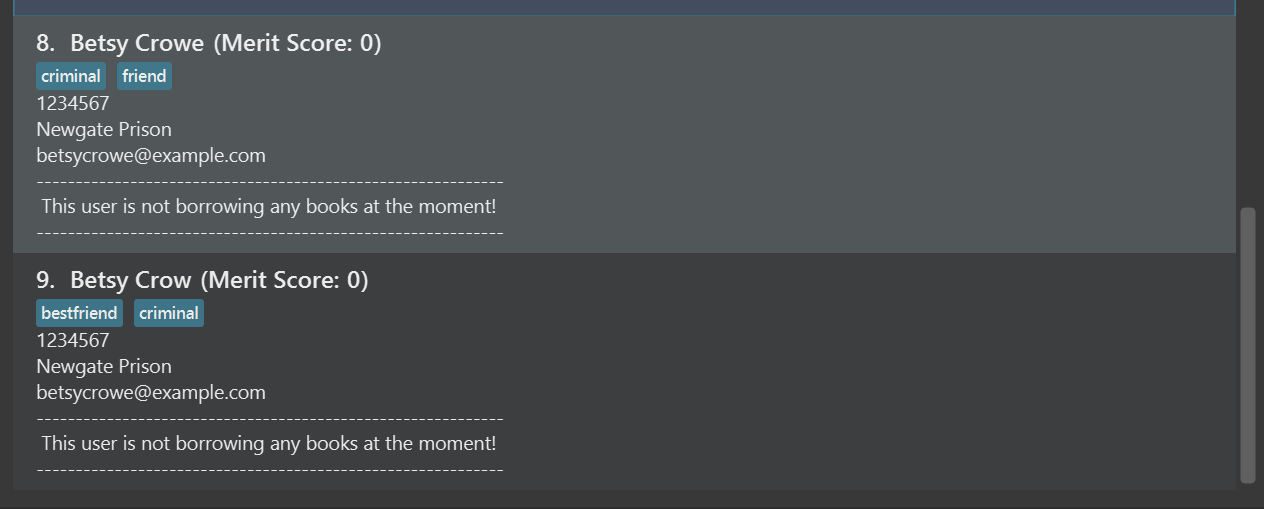 8. Betsy Crowe (Merit Score: 0)
criminal friend
1234567
Newgate Prison
betsycrowe@example.com
------------------------------------------------------------
This user is not borrowing any books at the moment!
------------------------------------------------------------
9. Betsy Crow (Merit Score: 0)
bestfriend criminal
1234567
Newgate Prison
betsycrowe@example.com
------------------------------------------------------------
This user is not borrowing any books at the moment!
------------------------------------------------------------